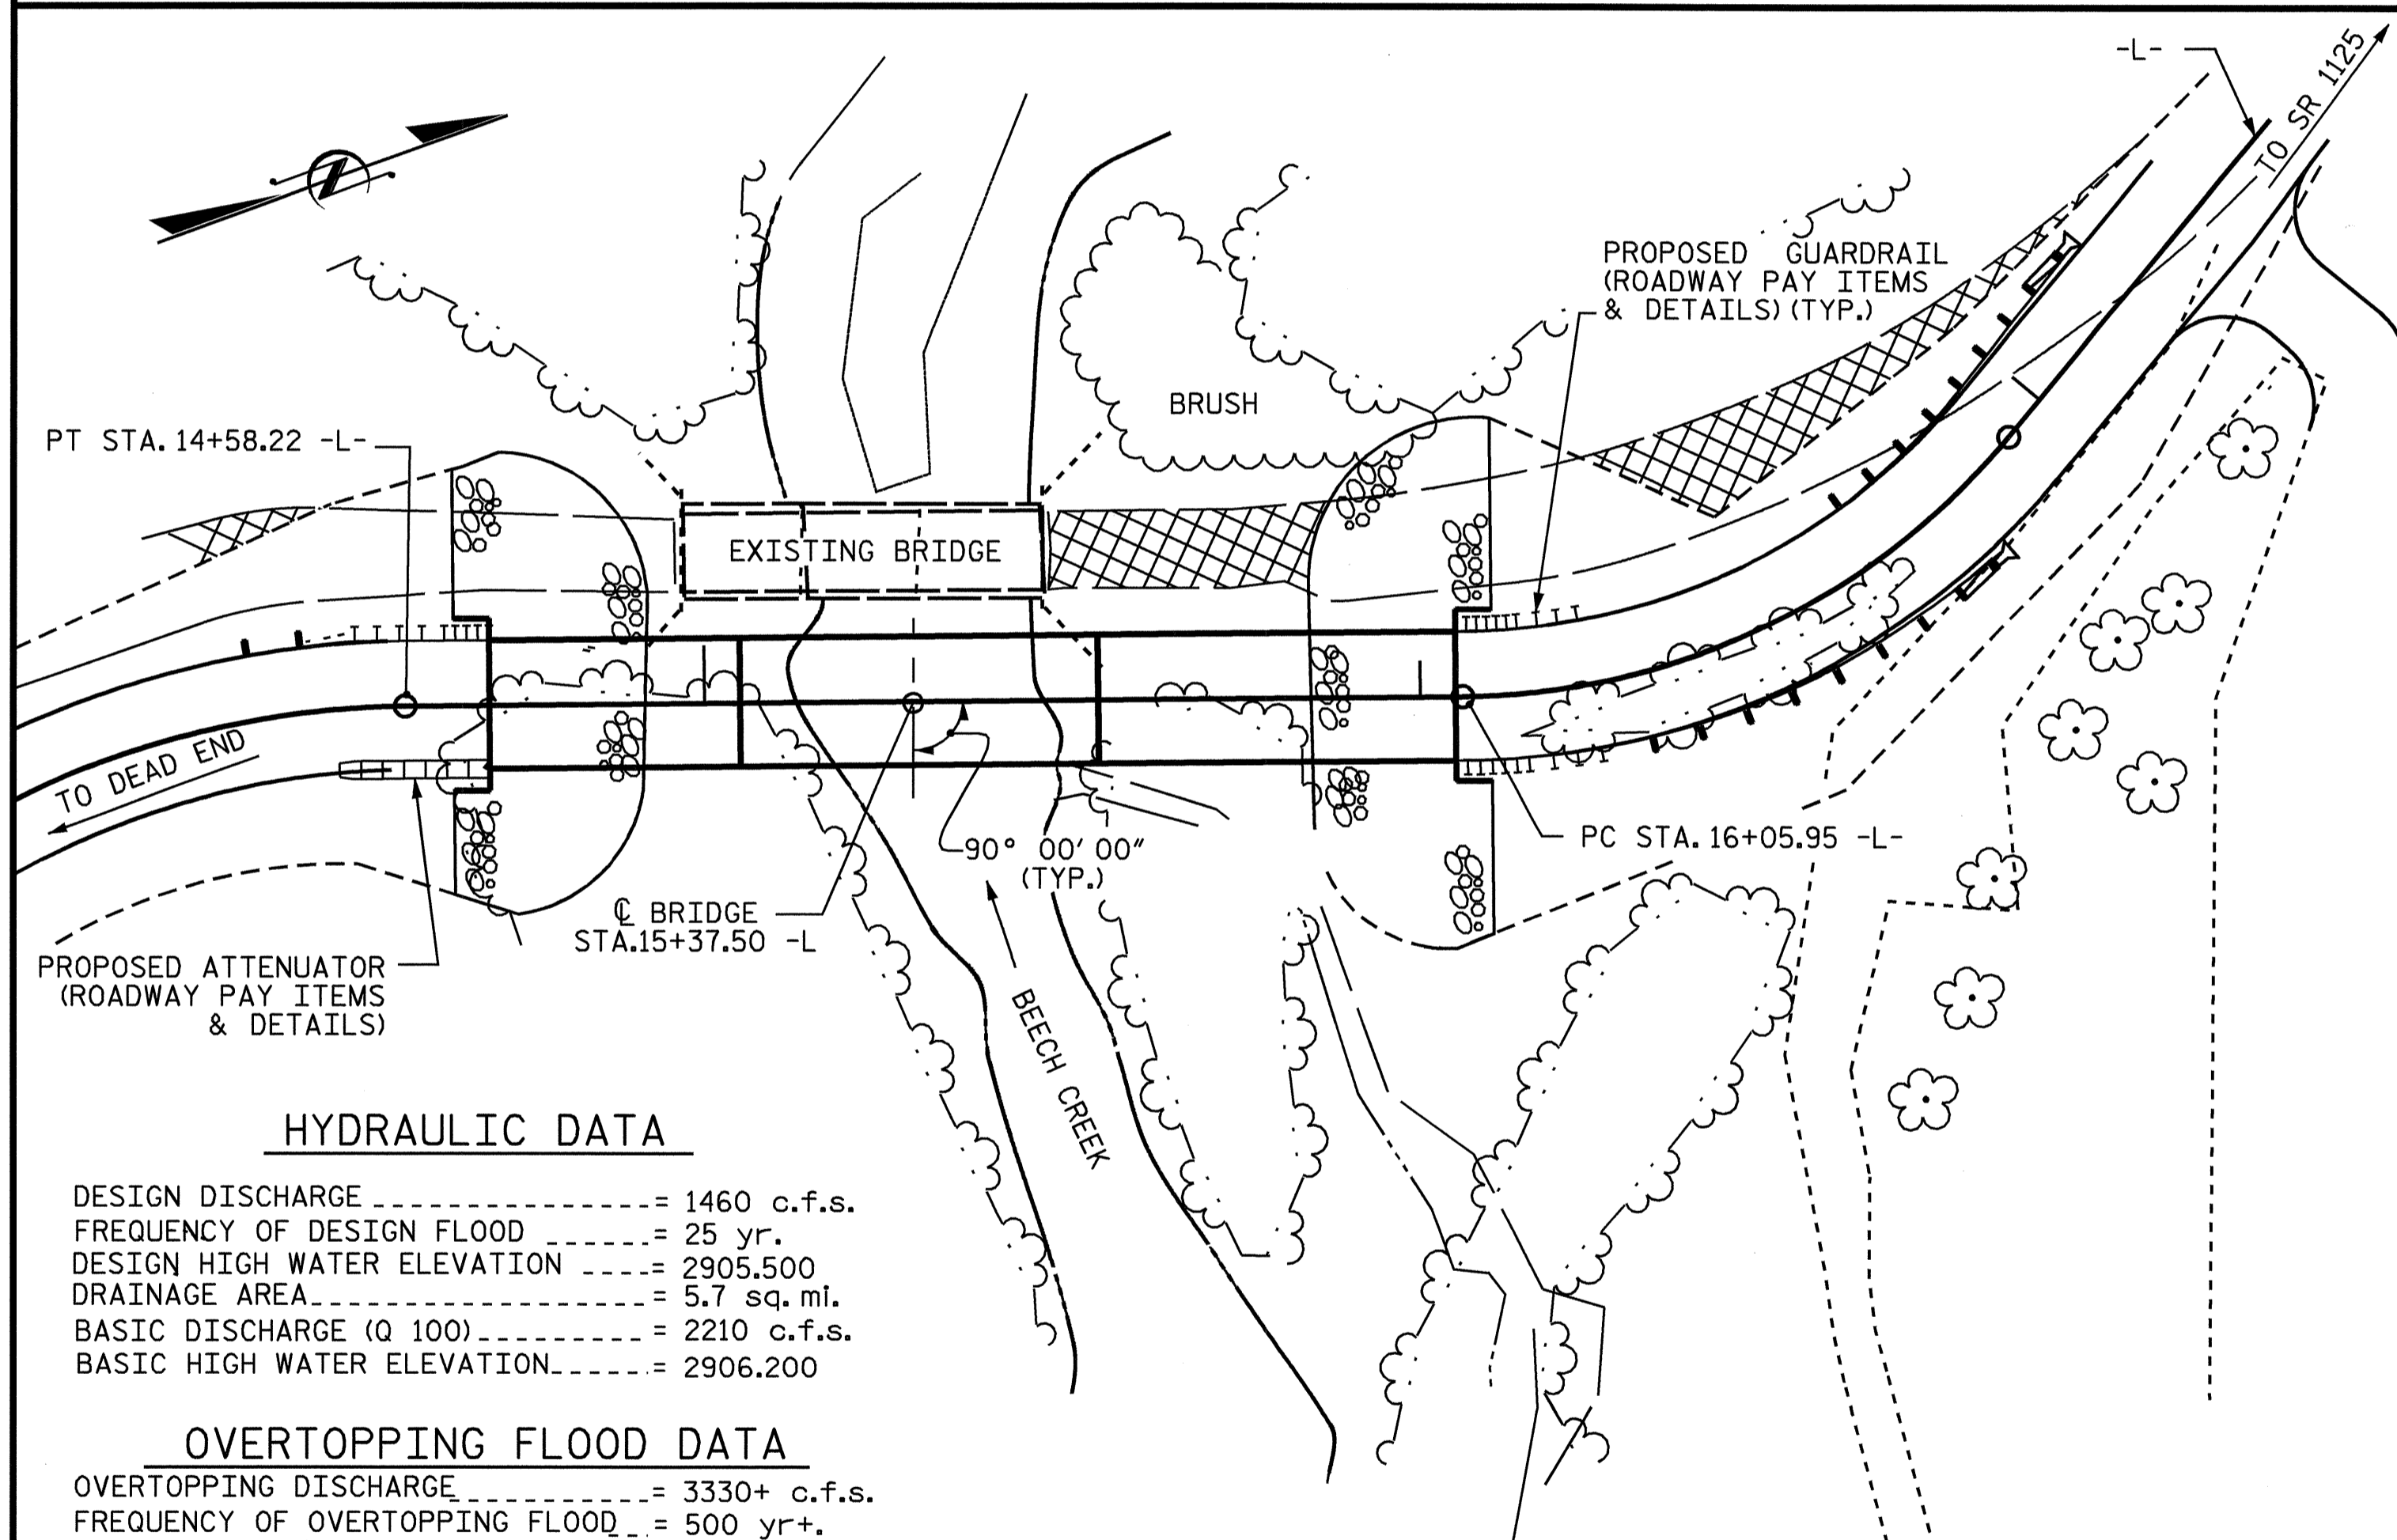 -L-
TO SR 1125
PROPOSED GUARDRAIL
(ROADWAY PAY ITEMS
& DETAILS) (TYP.)
BRUSH
PT STA. 14+58.22 -L-
EXISTING BRIDGE
TO DEAD END
90° 00' 00"
(TYP.)
PC STA. 16+05.95 -L-
℄ BRIDGE
STA.15+37.50 -L
PROPOSED ATTENUATOR
(ROADWAY PAY ITEMS
& DETAILS)
BEECH CREEK
HYDRAULIC DATA
DESIGN DISCHARGE = 1460 c.f.s.
FREQUENCY OF DESIGN FLOOD = 25 yr.
DESIGN HIGH WATER ELEVATION = 2905.500
DRAINAGE AREA = 5.7 sq. mi.
BASIC DISCHARGE (Q 100) = 2210 c.f.s.
BASIC HIGH WATER ELEVATION = 2906.200
OVERTOPPING FLOOD DATA
OVERTOPPING DISCHARGE = 3330+ c.f.s.
FREQUENCY OF OVERTOPPING FLOOD = 500 yr+.